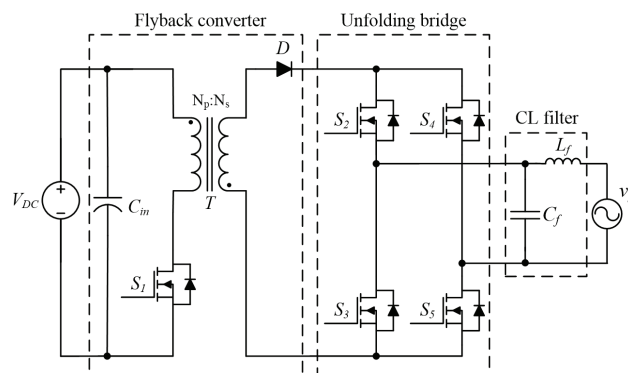 Flyback converter
Unfolding bridge
D
Np:Ns
S2
S4
CL filter
Lf
v
VDC
+
−
Cin
T
Cf
S1
S3
S5